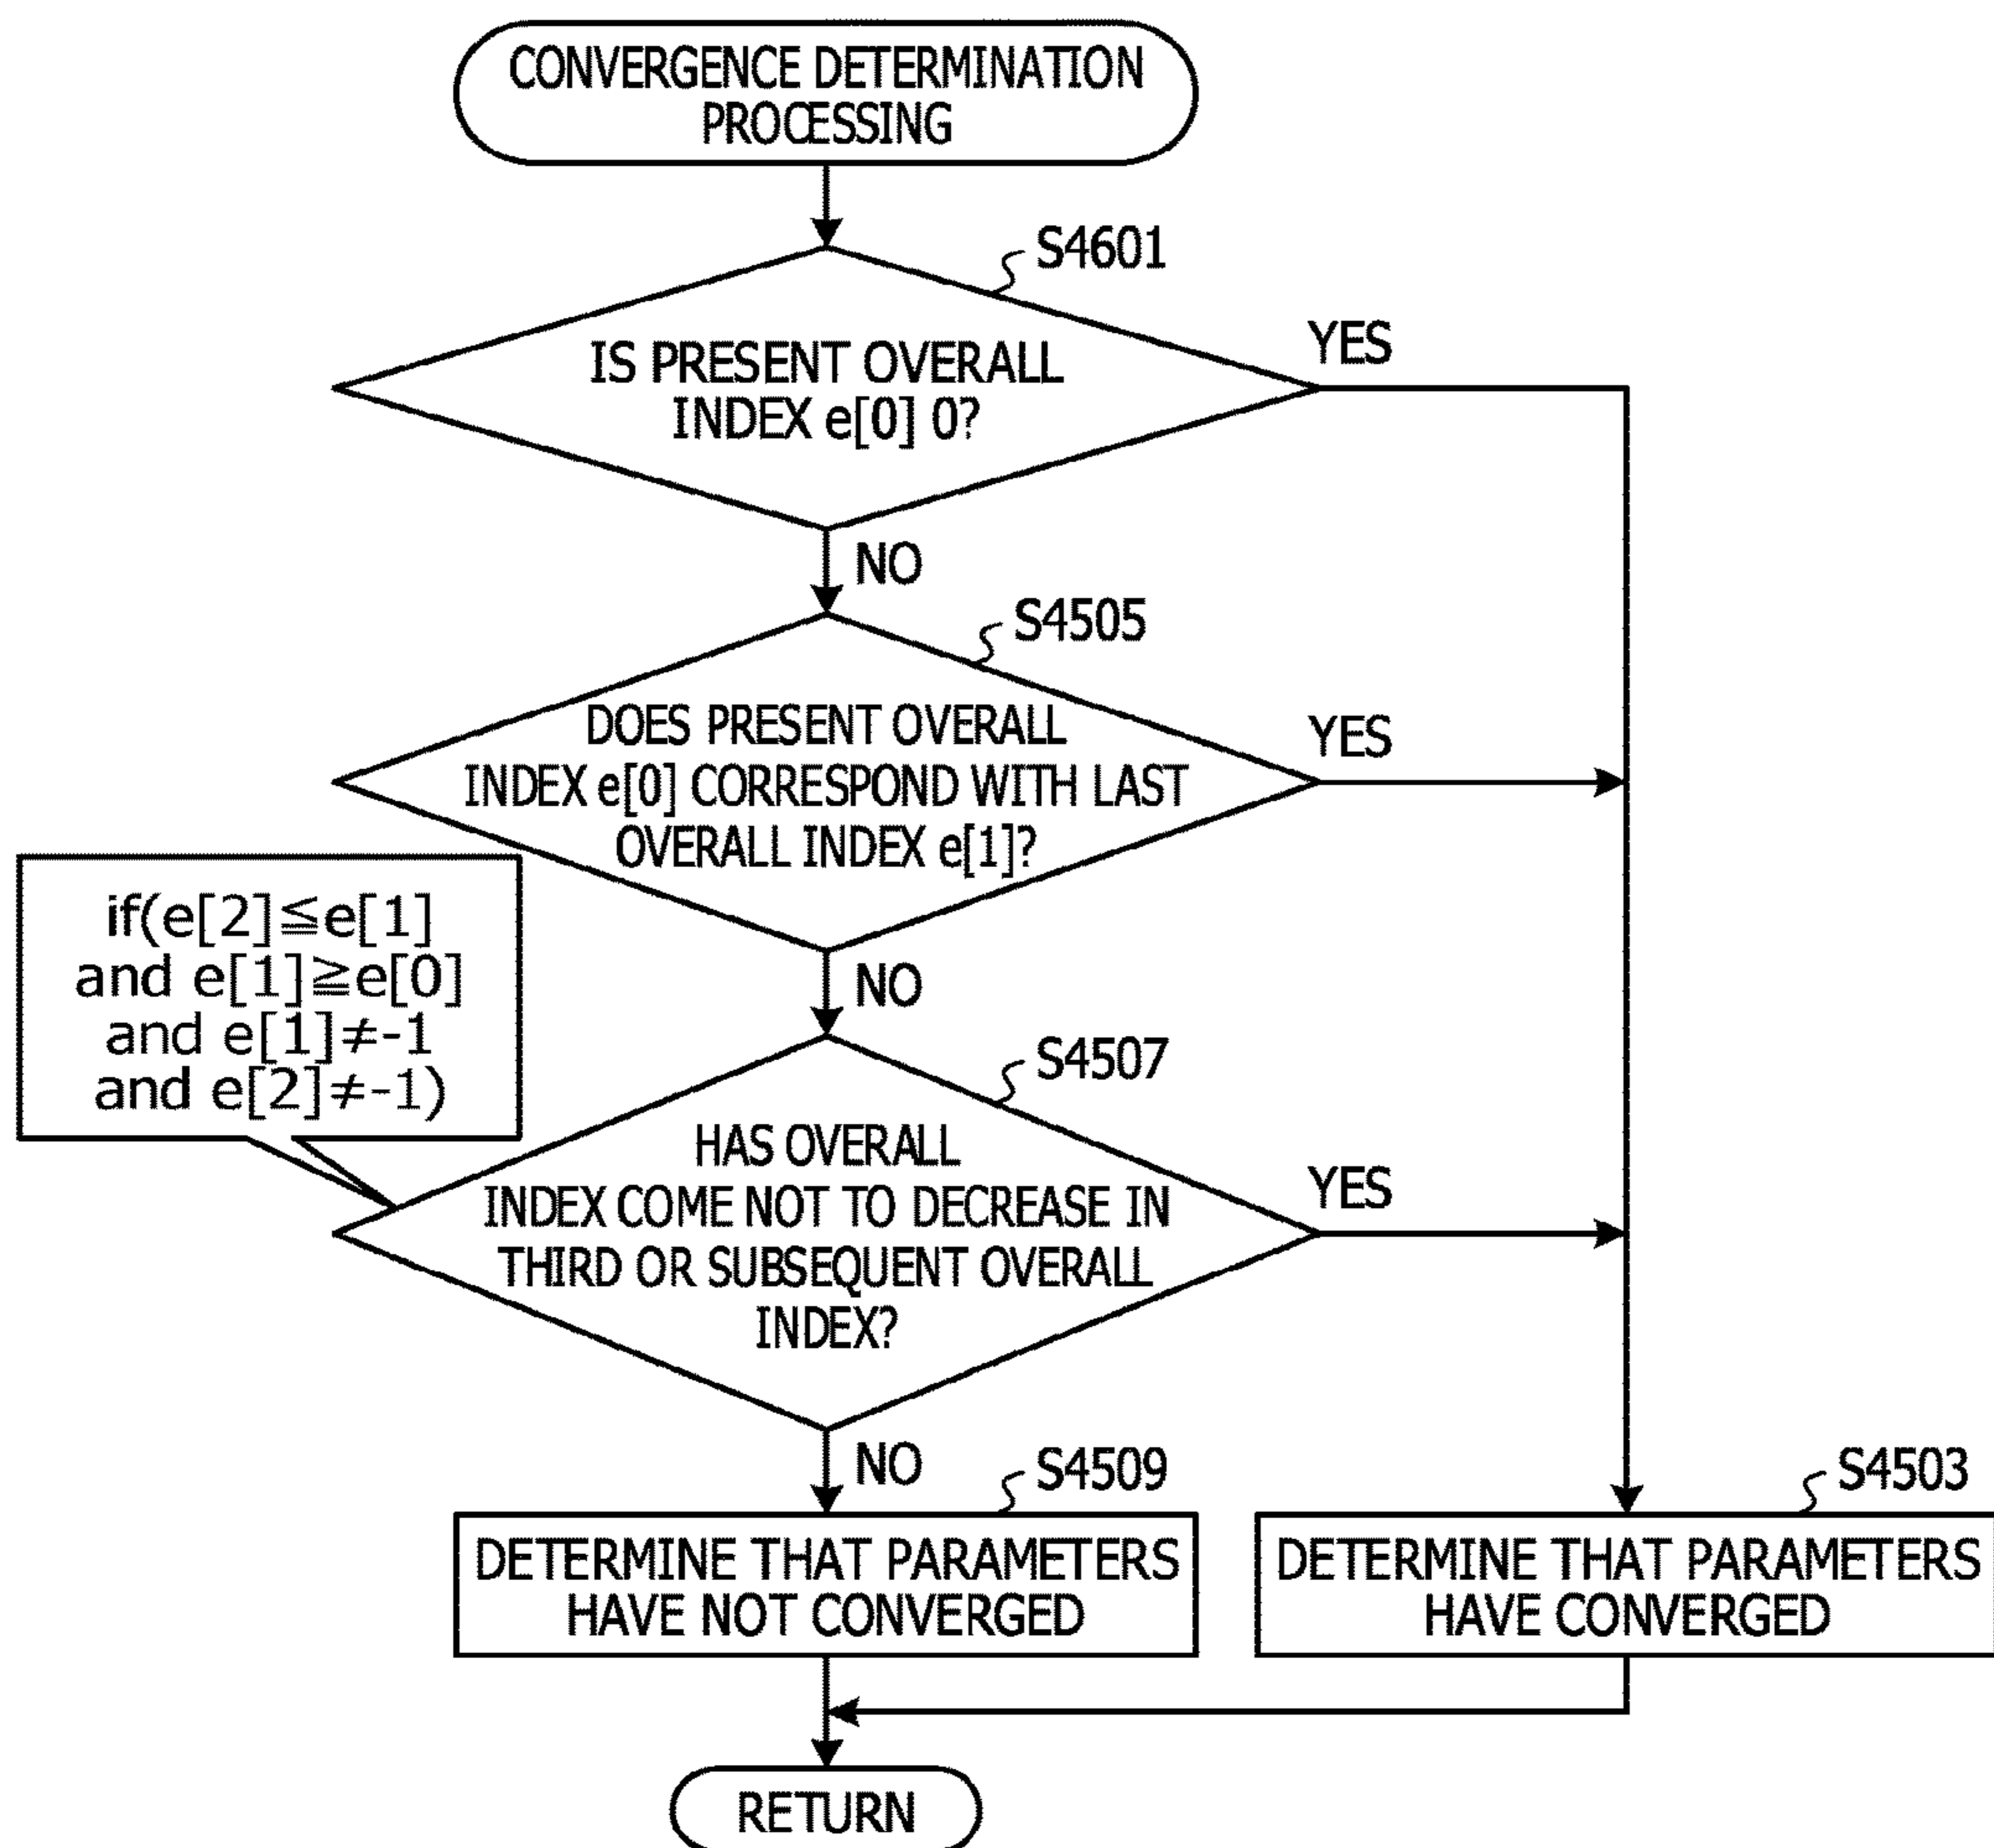 CONVERGENCE DETERMINATION
PROCESSING
S4601
IS PRESENT OVERALL
INDEX e[0] 0?
YES
NO
S4505
DOES PRESENT OVERALL
INDEX e[0] CORRESPOND WITH LAST
OVERALL INDEX e[1]?
YES
NO
if(e[2]≦e[1]
and e[1]≧e[0]
and e[1]≠-1
and e[2]≠-1)
S4507
HAS OVERALL
INDEX COME NOT TO DECREASE IN
THIRD OR SUBSEQUENT OVERALL
INDEX?
YES
NO
S4509
DETERMINE THAT PARAMETERS
HAVE NOT CONVERGED
S4503
DETERMINE THAT PARAMETERS
HAVE CONVERGED
RETURN